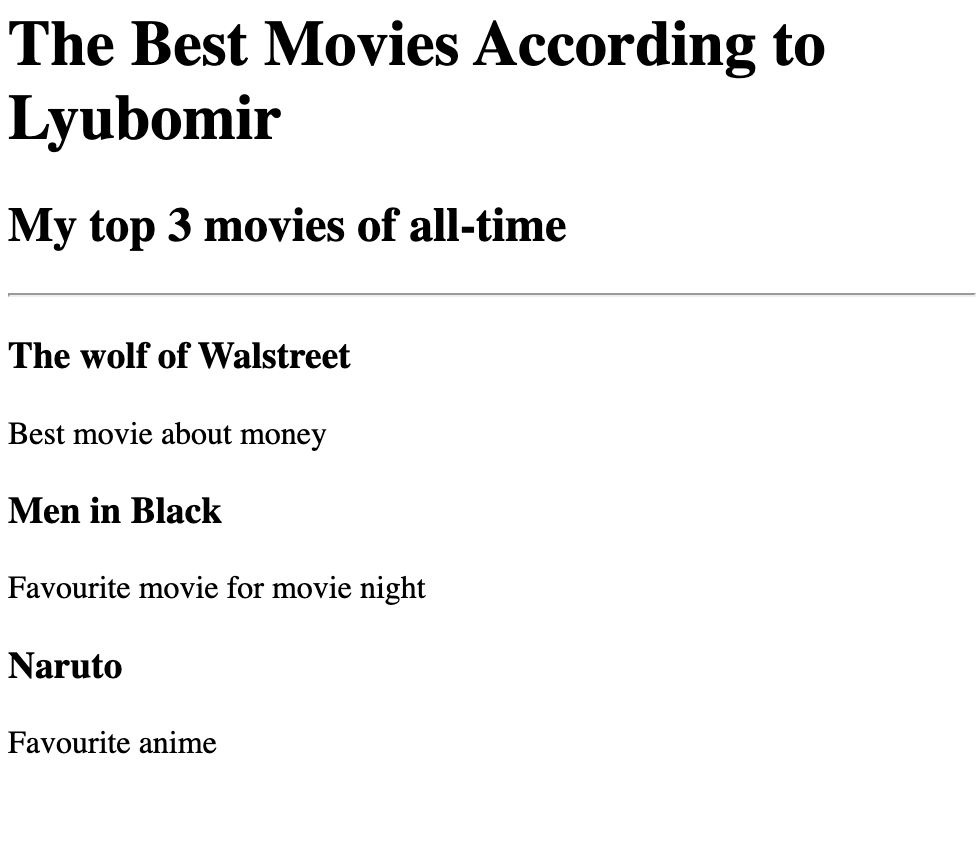 The Best Movies According to
Lyubomir
My top 3 movies of all-time
The wolf of Walstreet
Best movie about money
Men in Black
Favourite movie for movie night
Naruto
Favourite anime